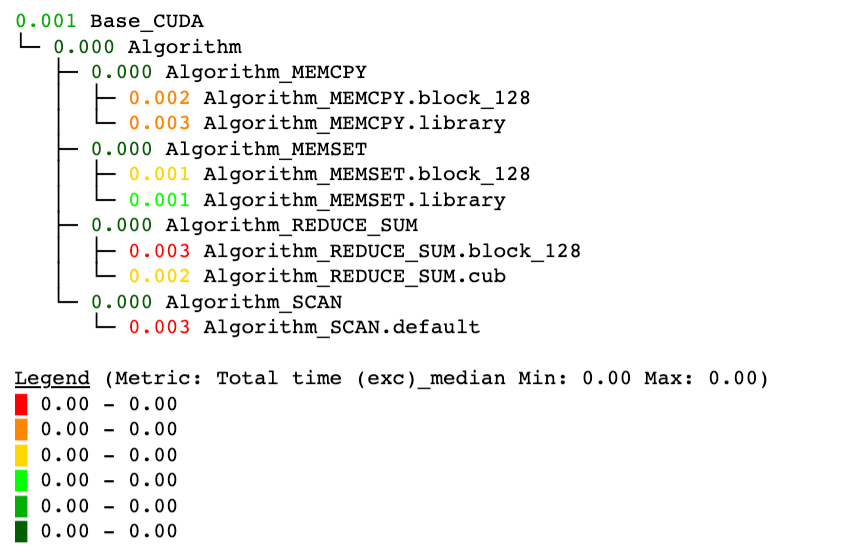 0.001 Base_CUDA
└─ 0.000 Algorithm
   ├─ 0.000 Algorithm_MEMCPY
   │  ├─ 0.002 Algorithm_MEMCPY.block_128
   │  └─ 0.003 Algorithm_MEMCPY.library
   ├─ 0.000 Algorithm_MEMSET
   │  ├─ 0.001 Algorithm_MEMSET.block_128
   │  └─ 0.001 Algorithm_MEMSET.library
   ├─ 0.000 Algorithm_REDUCE_SUM
   │  ├─ 0.003 Algorithm_REDUCE_SUM.block_128
   │  └─ 0.002 Algorithm_REDUCE_SUM.cub
   └─ 0.000 Algorithm_SCAN
      └─ 0.003 Algorithm_SCAN.default
Legend (Metric: Total time (exc)_median Min: 0.00 Max: 0.00)
█ 0.00 - 0.00
█ 0.00 - 0.00
█ 0.00 - 0.00
█ 0.00 - 0.00
█ 0.00 - 0.00
█ 0.00 - 0.00